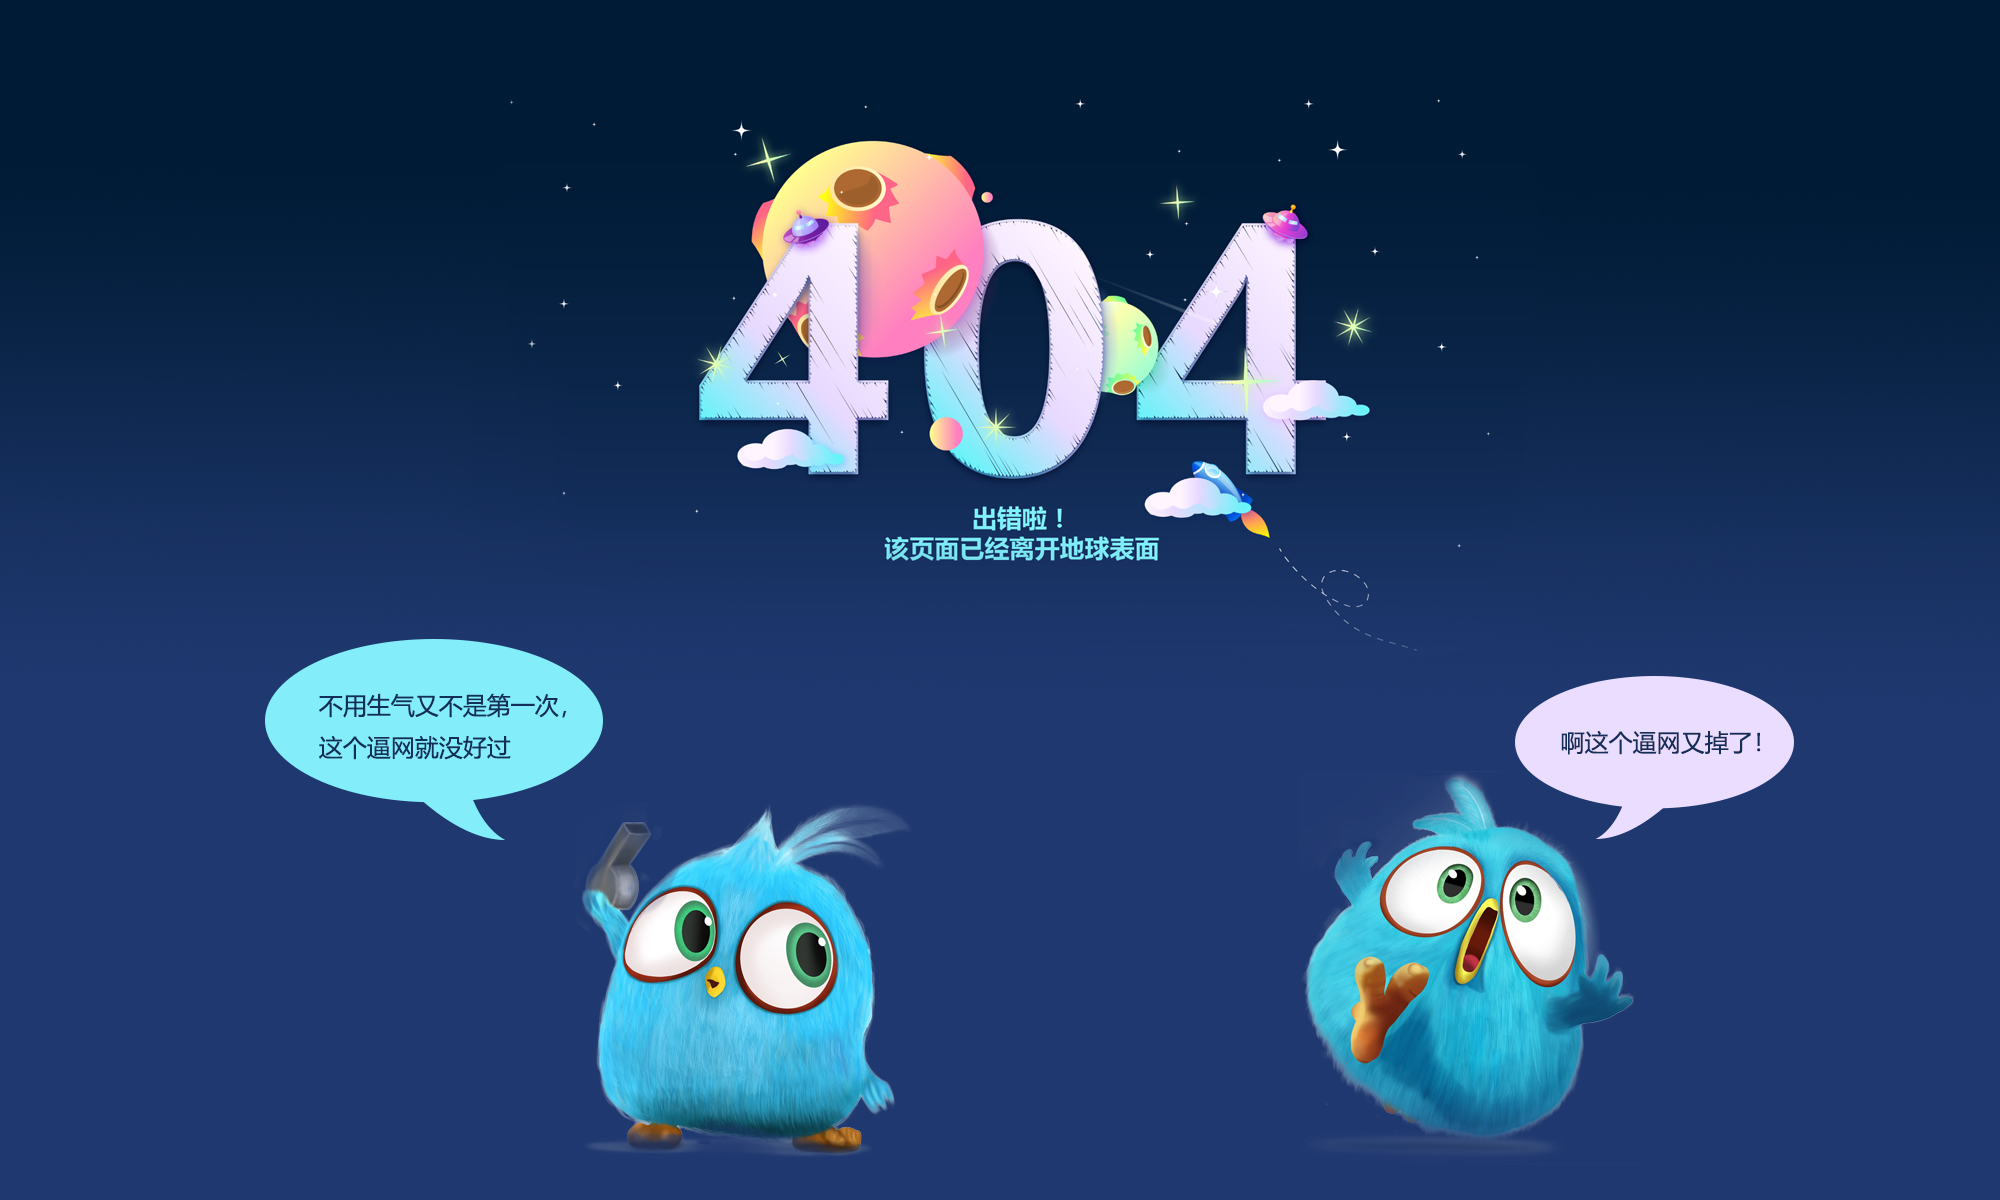 404
出错啦！
该页面已经离开地球表面
不用生气又不是第一次，
这个逼网就没好过
啊这个逼网又掉了！